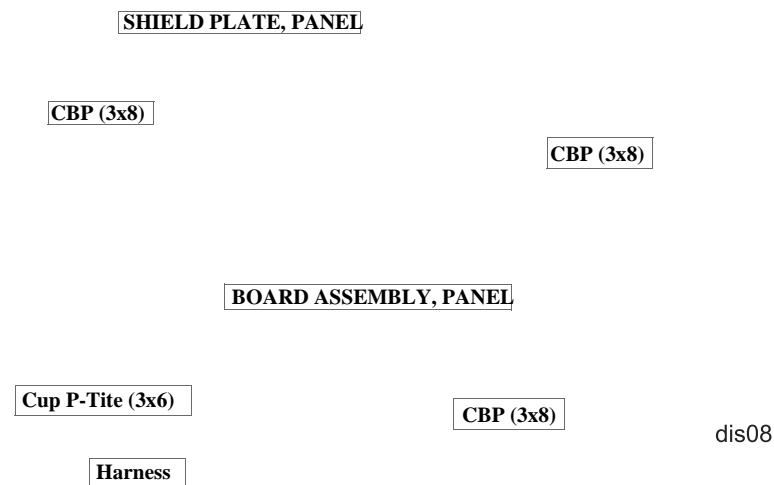 SHIELD PLATE, PANEL
CBP (3x8)
CBP (3x8)
BOARD ASSEMBLY, PANEL
Cup P-Tite (3x6)
CBP (3x8)
dis08
Harness